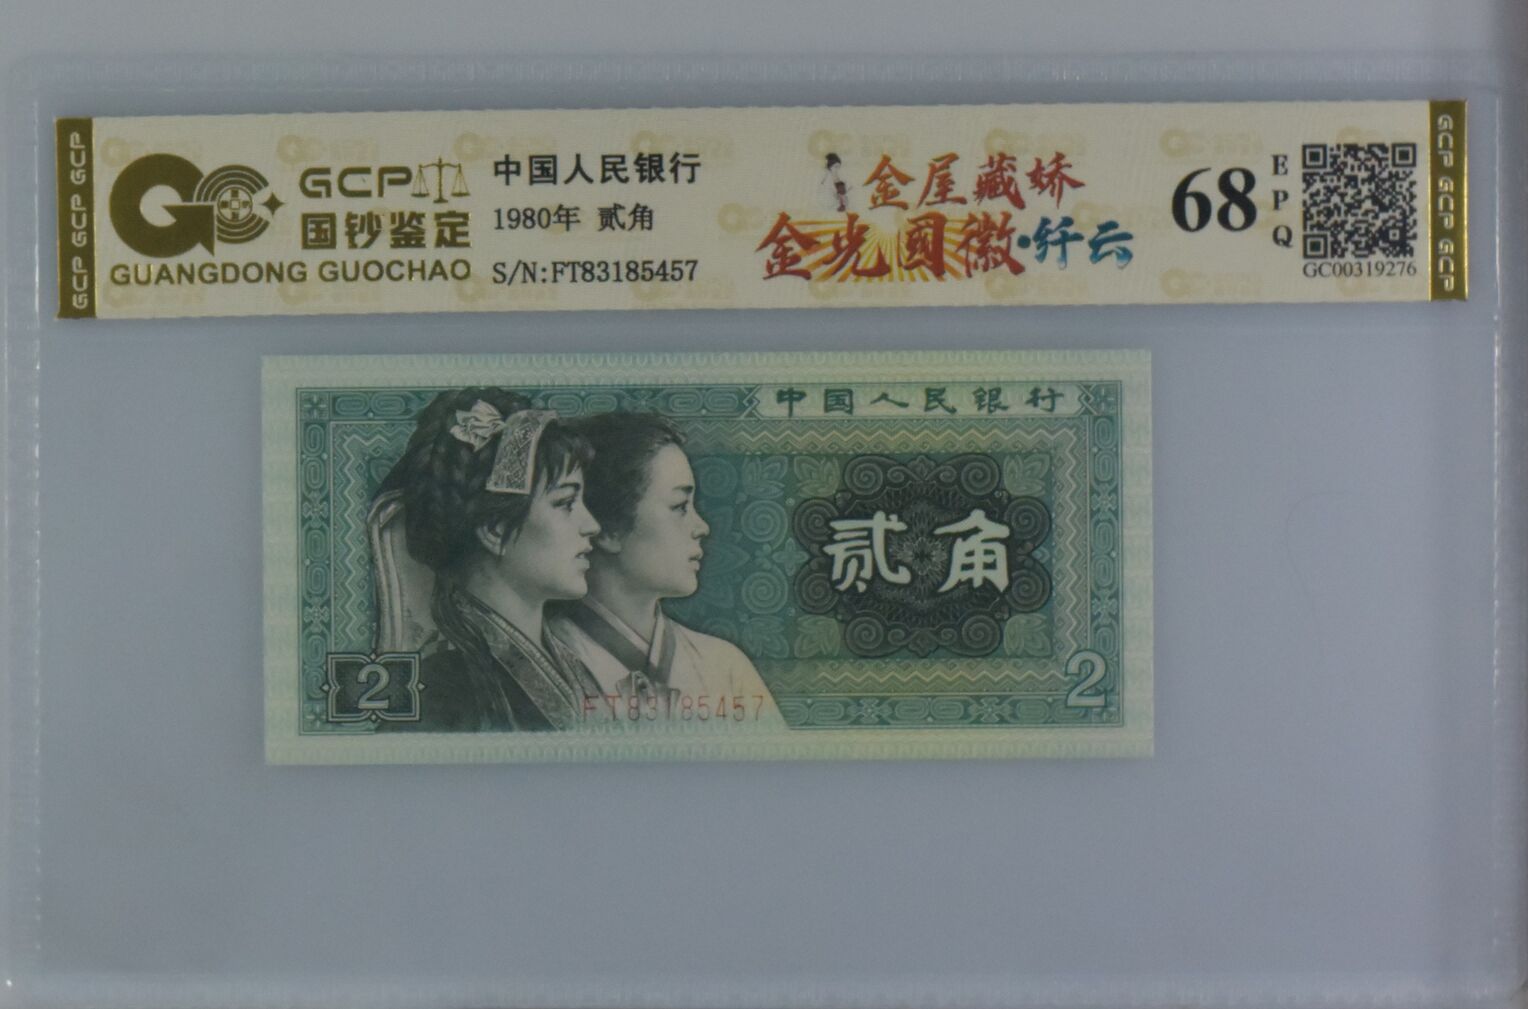 GCP GCP GCP
GCP
国钞鉴定
GUANGDONG GUOCHAO
中国人民银行
1980年 贰角
S/N:FT83185457
金屋藏娇
金光國徽·纤云
68
EPQ
GC00319276
GCP GCP GCP
中国人民银行
贰角
2
2
FT83185457